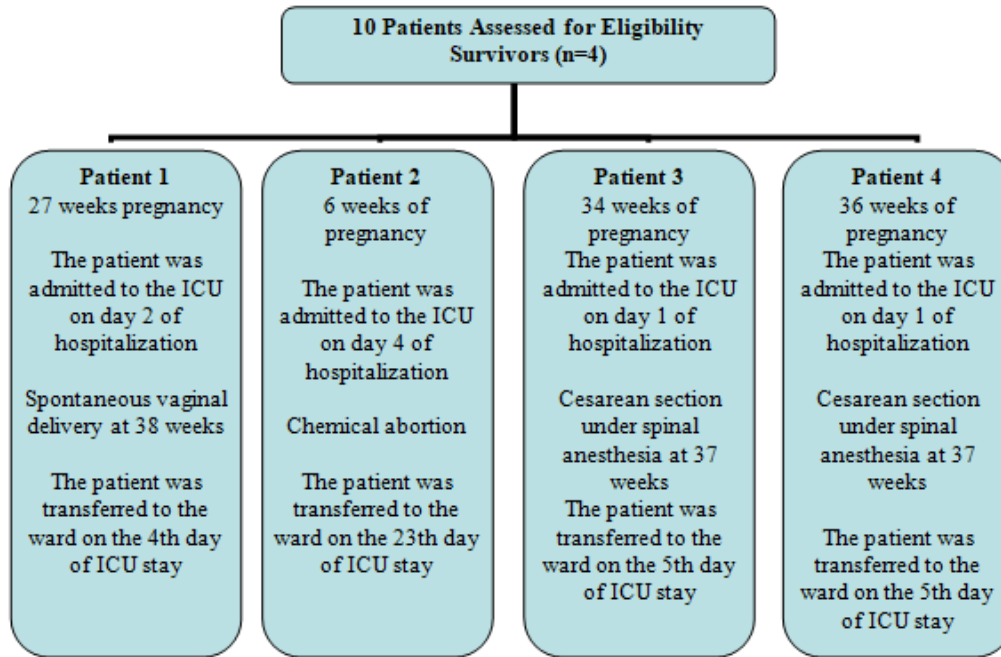 10 Patients Assessed for Eligibility
Survivors (n=4)
Patient 1
27 weeks pregnancy
The patient was
admitted to the ICU
on day 2 of
hospitalization
Spontaneous vaginal
delivery at 38 weeks
The patient was
transferred to the
ward on the 4th day
of ICU stay
Patient 2
6 weeks of
pregnancy
The patient was
admitted to the ICU
on day 4 of
hospitalization
Chemical abortion
The patient was
transferred to the
ward on the 23th day
of ICU stay
Patient 3
34 weeks of
pregnancy
The patient was
admitted to the ICU
on day 1 of
hospitalization
Cesarean section
under spinal
anesthesia at 37
weeks
The patient was
transferred to the
ward on the 5th day
of ICU stay
Patient 4
36 weeks of
pregnancy
The patient was
admitted to the ICU
on day 1 of
hospitalization
Cesarean section
under spinal
anesthesia at 37
weeks
The patient was
transferred to the
ward on the 5th day
of ICU stay